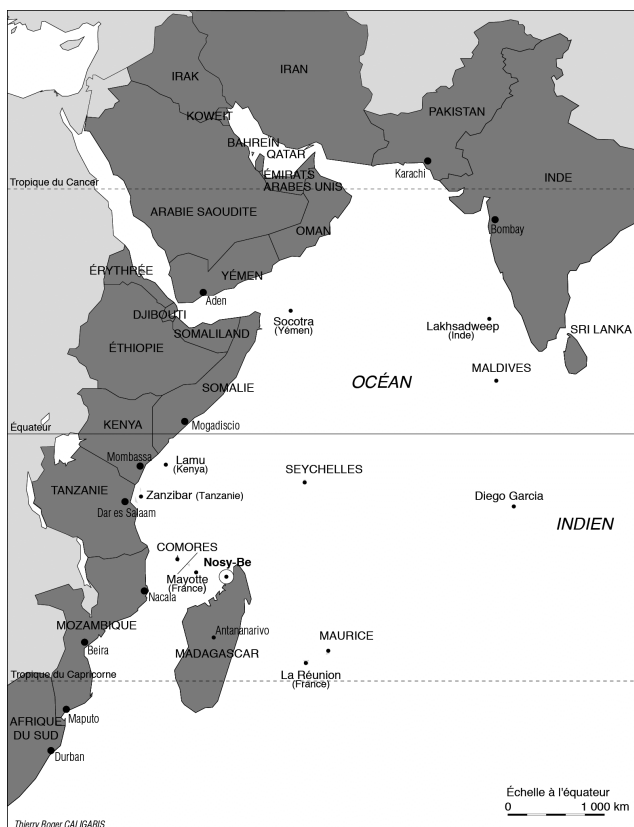 IRAN
IRAK
PAKISTAN
KOWEIT
BAHREÏN
QATAR
Karachi
ÉMIRATS
ARABES UNIS
INDE
Tropique du Cancer
ARABIE SAOUDITE
Bombay
OMAN
ÉRYTHRÉE
YÉMEN
Aden
DJIBOUTI
Socotra
(Yémen)
Lakhsadweep
(Inde)
SRI LANKA
SOMALILAND
ÉTHIOPIE
MALDIVES
OCÉAN
SOMALIE
KENYA
Mogadiscio
Équateur
Mombassa
Lamu
(Kenya)
SEYCHELLES
TANZANIE
Zanzibar (Tanzanie)
Diego Garcia
Dar es Salaam
INDIEN
COMORES
Nosy-Be
Mayotte
(France)
Nacala
MOZAMBIQUE
Antananarivo
MAURICE
Beira
MADAGASCAR
Tropique du Capricorne
La Réunion
(France)
AFRIQUE
DU SUD
Maputo
Durban
Échelle à l'équateur
0 1 000 km
Thierry Roger CALIGARIS